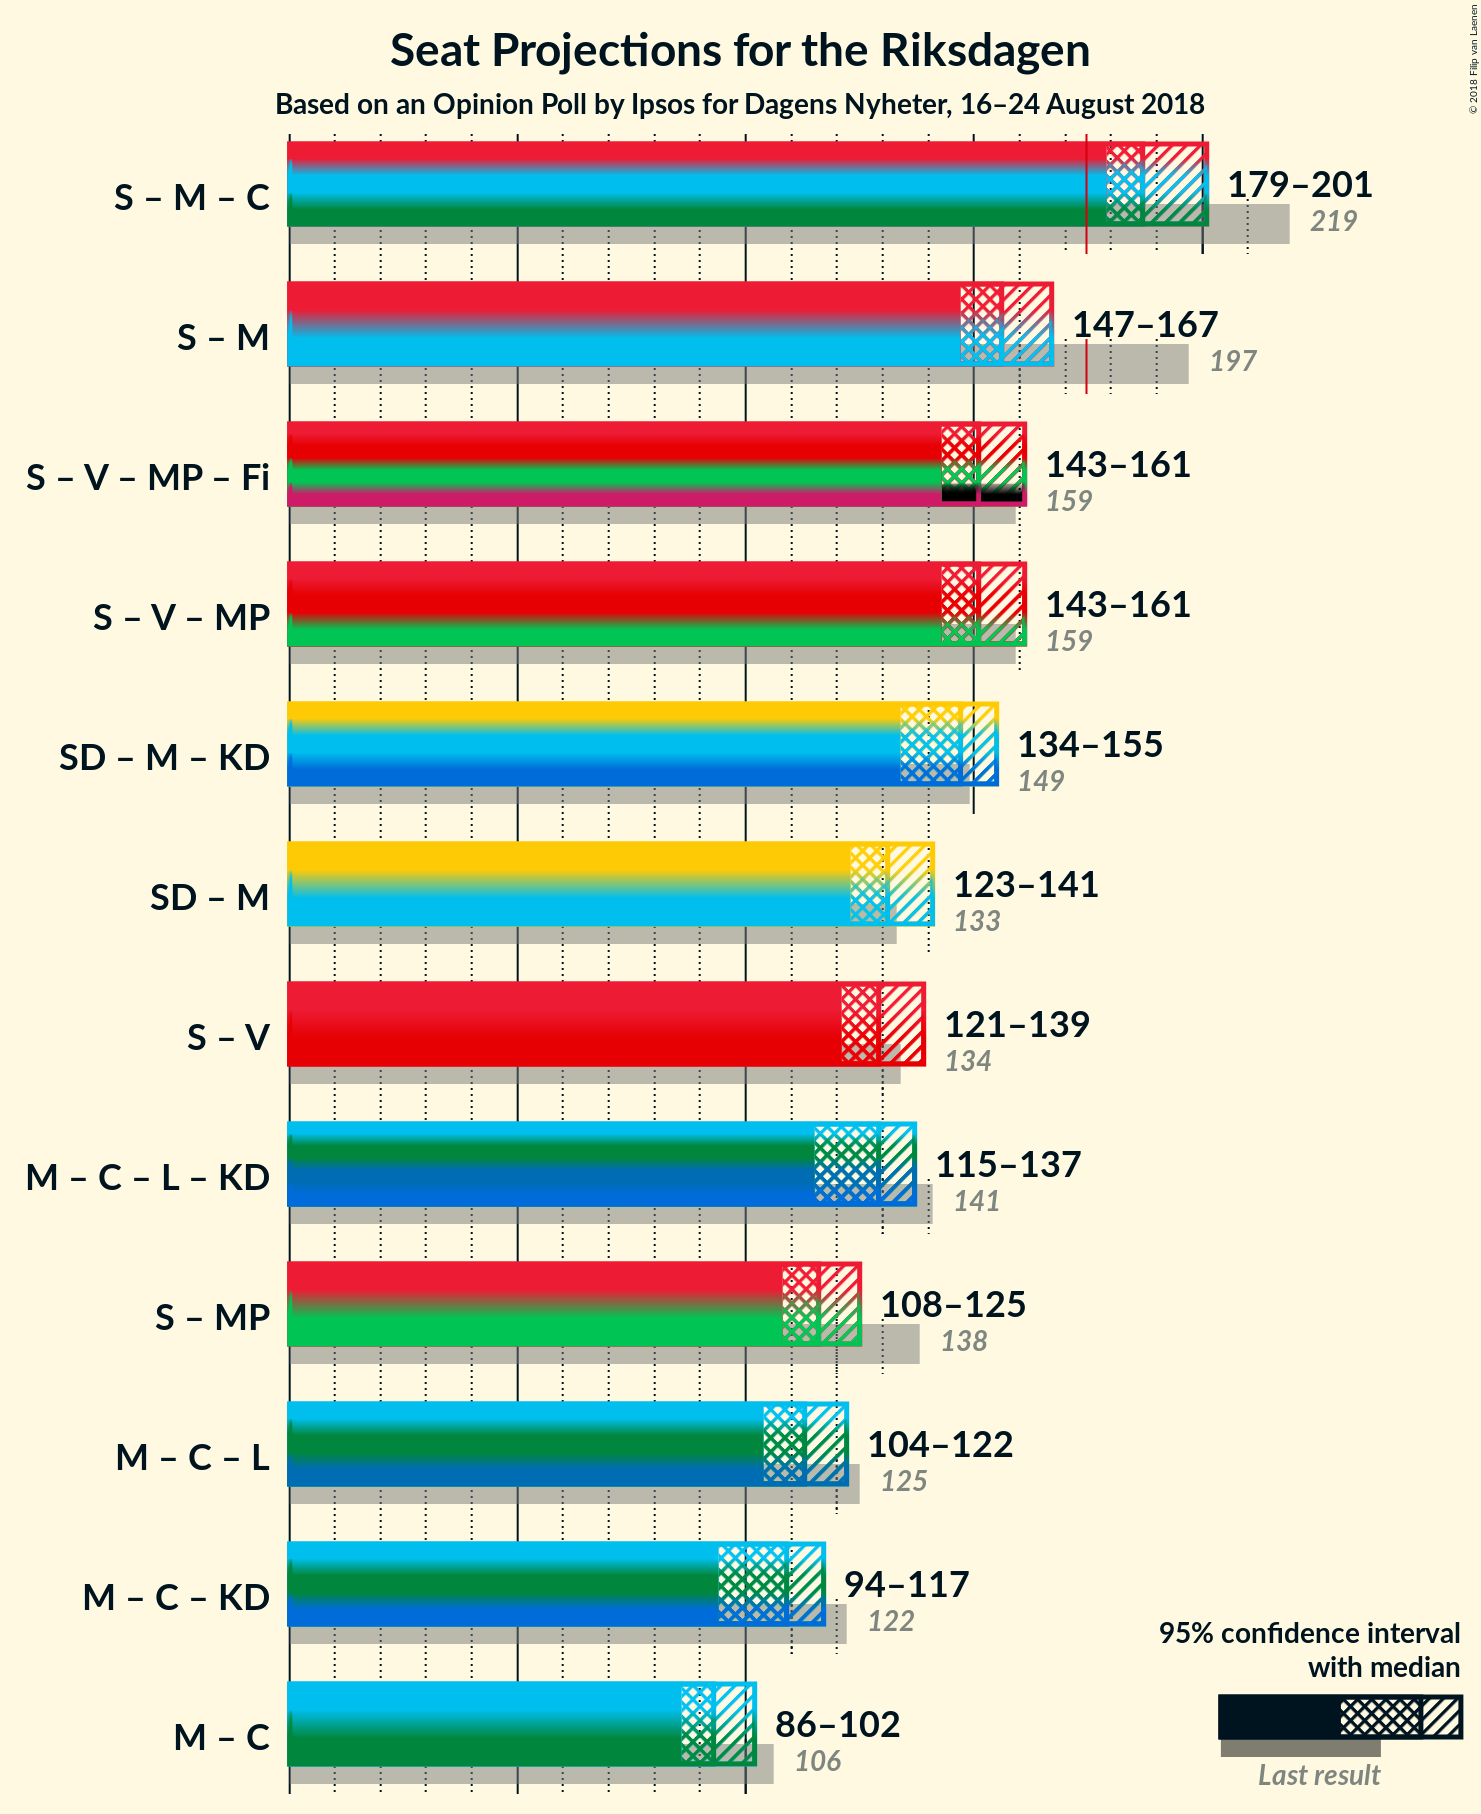 Seat Projections for the Riksdagen
Based on an Opinion Poll by Ipsos for Dagens Nyheter, 16–24 August 2018
© 2018 Filip van Laenen
S – M – C
179–201
219
S – M
147–167
197
S – V – MP – Fi
143–161
159
S – V – MP
143–161
159
SD – M – KD
134–155
149
SD – M
123–141
133
S – V
121–139
134
M – C – L – KD
115–137
141
S – MP
108–125
138
M – C – L
104–122
125
M – C – KD
94–117
122
M – C
86–102
106
95% confidence interval
with median
Last result